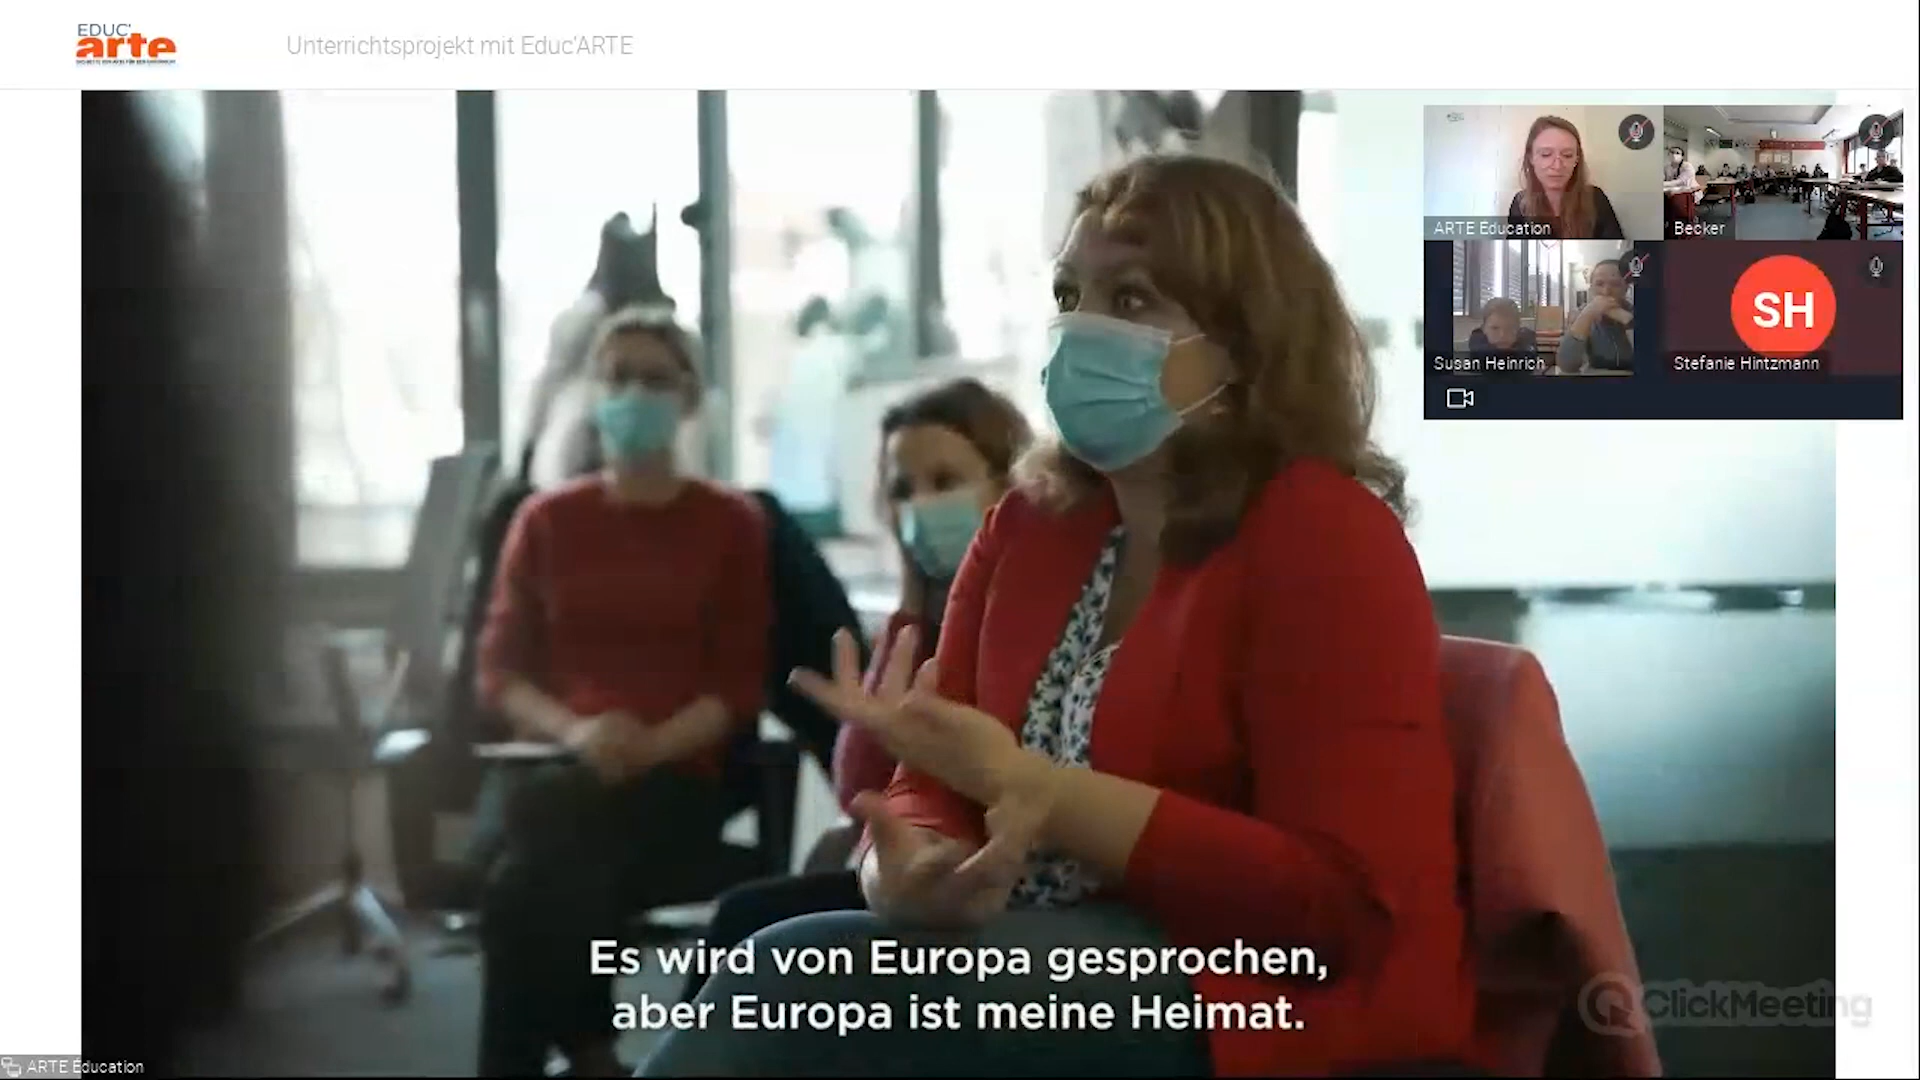 EDUC'
arte
Unterrichtsprojekt mit Educ'ARTE
ARTE Education
Becker
SH
Susan Heinrich
Stefanie Hintzmann
Es wird von Europa gesprochen,
aber Europa ist meine Heimat.
ClickMeeting
ARTE Education